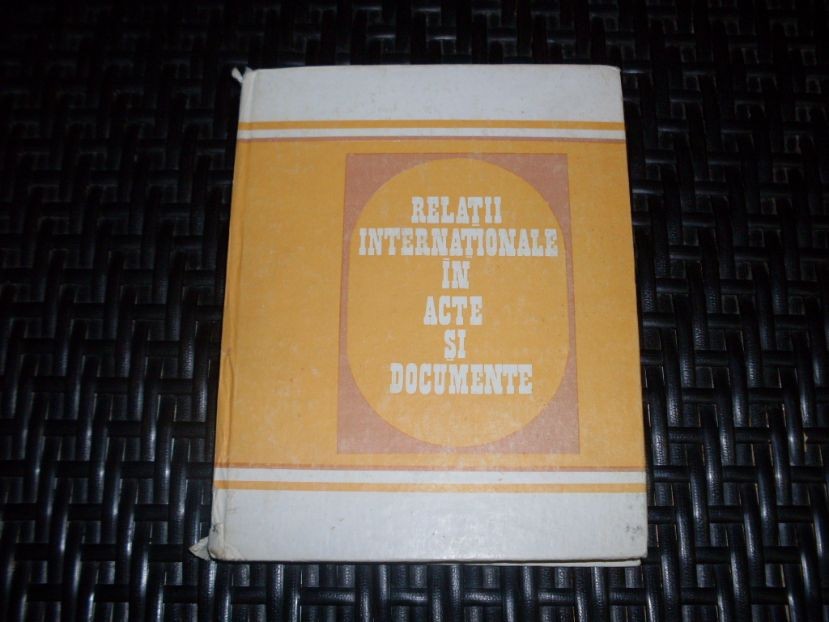 RELAȚII
INTERNAȚIONALE
ÎN
ACTE
ȘI
DOCUMENTE